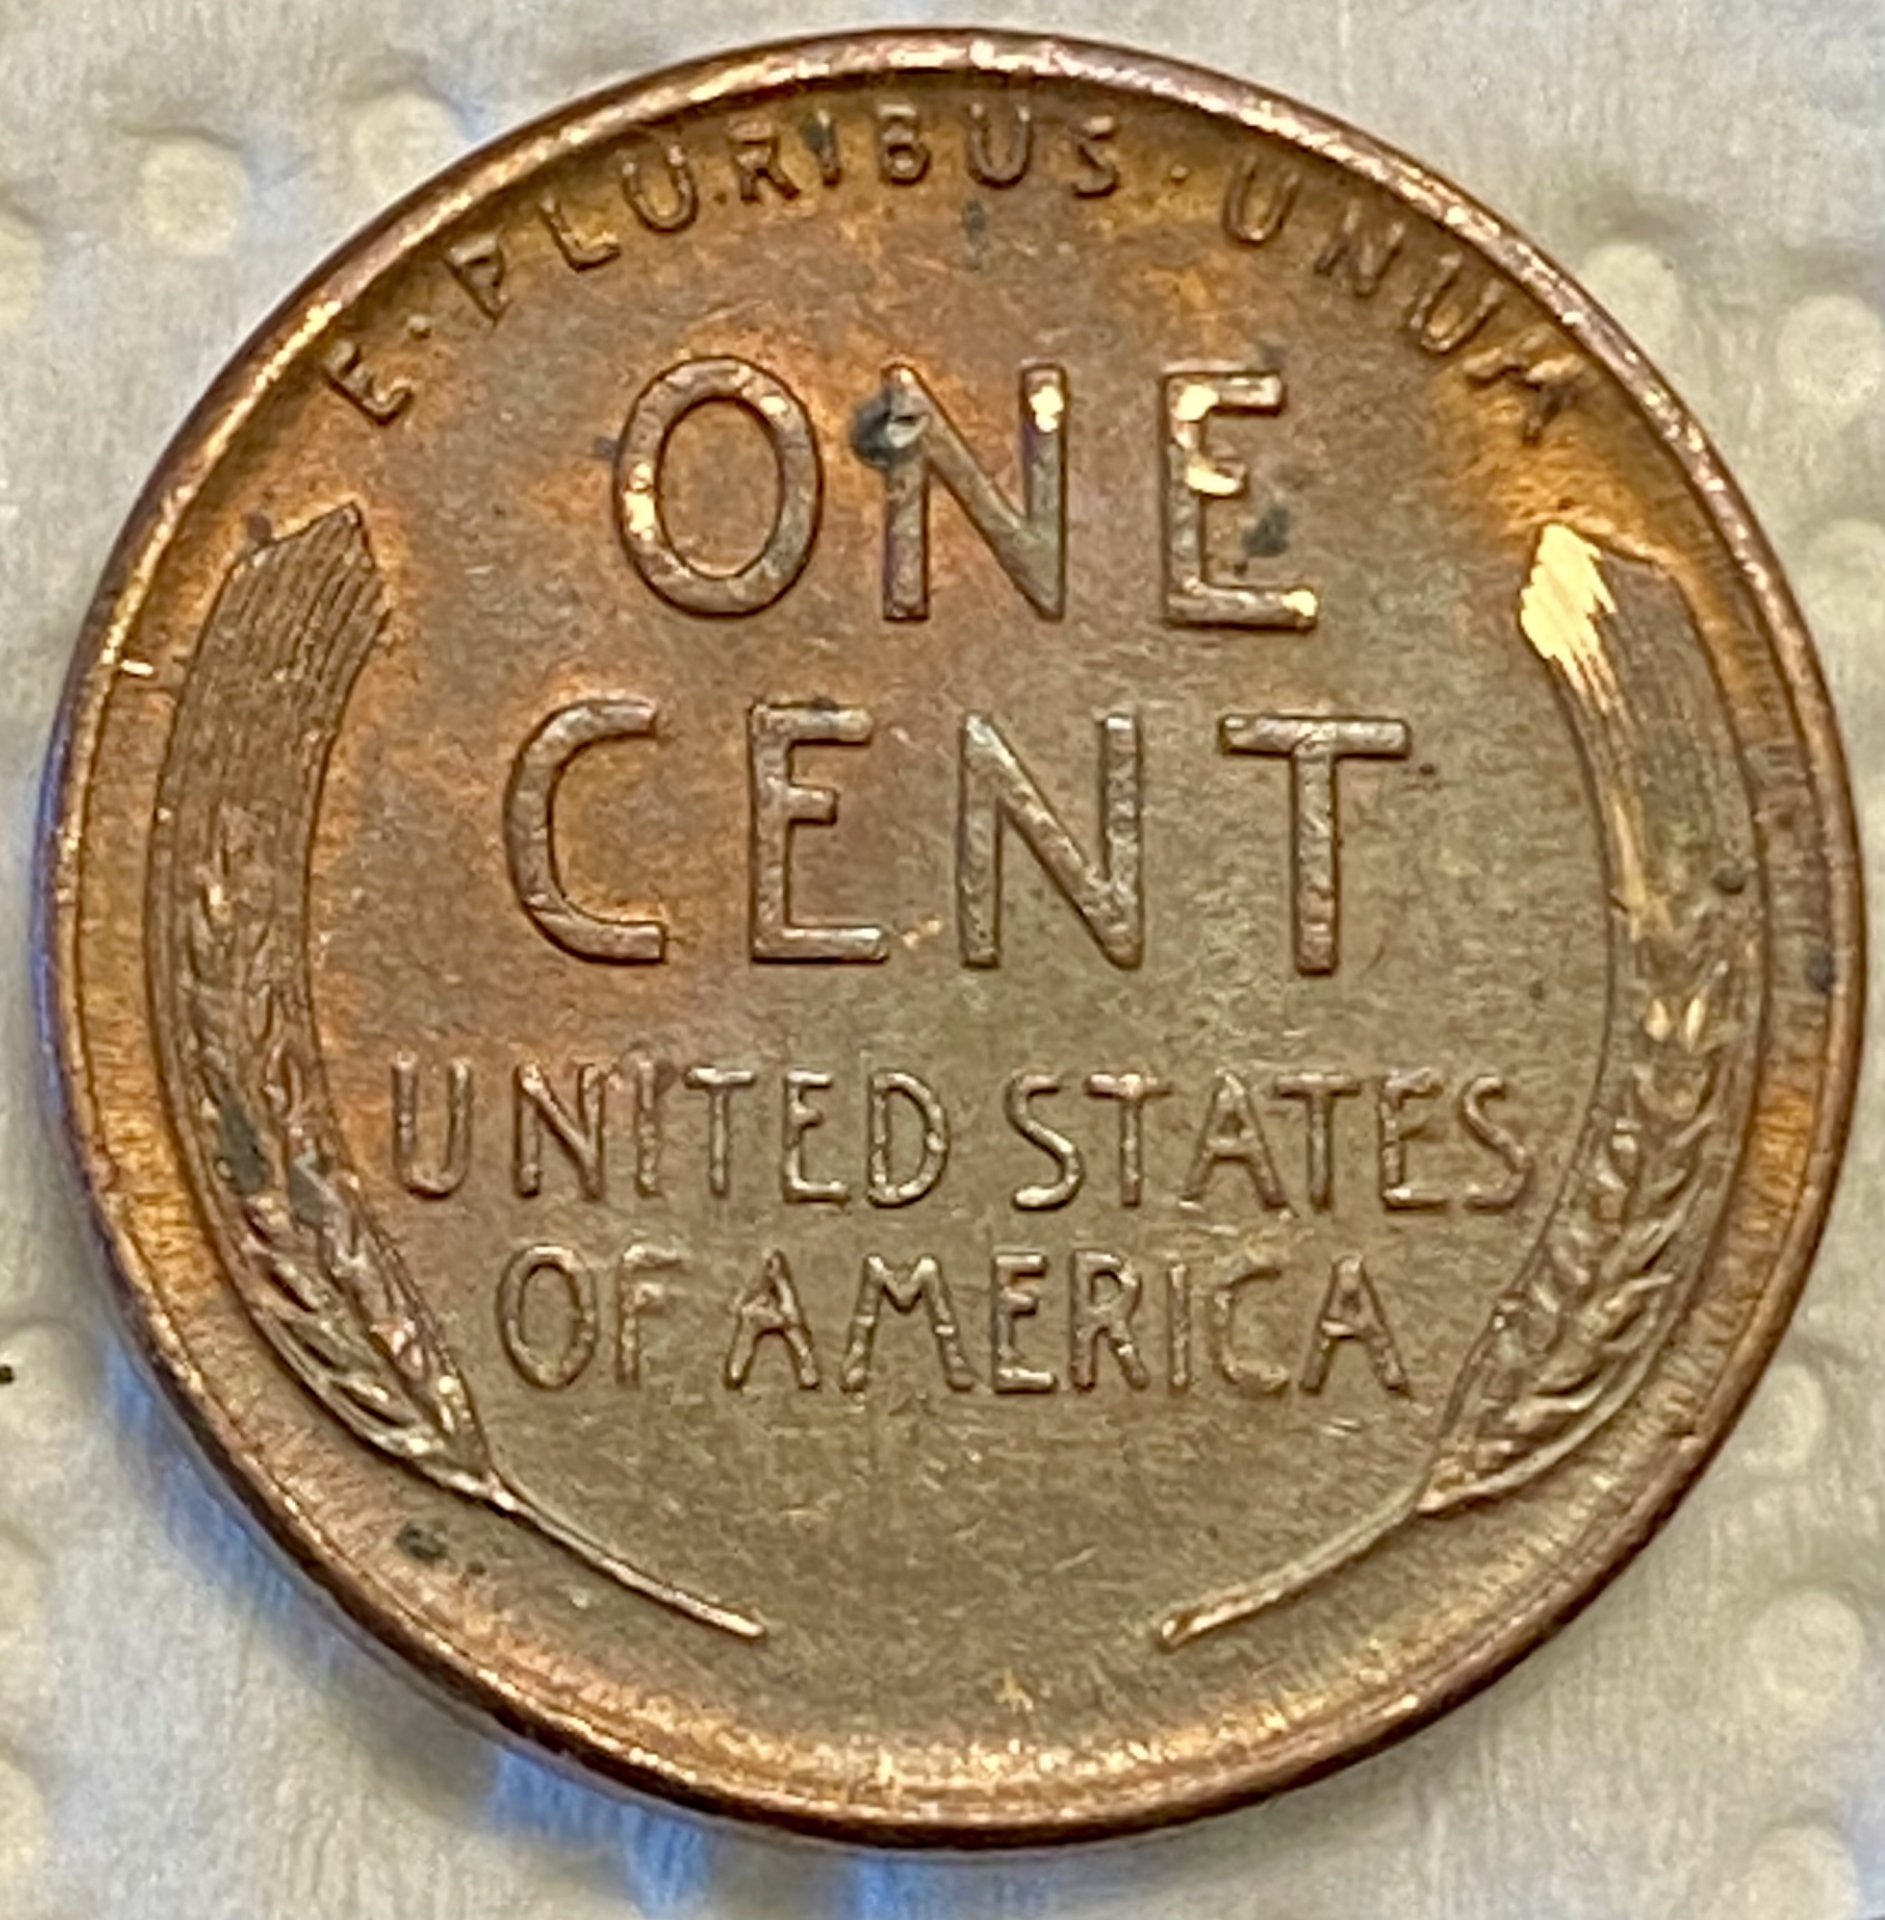 E·PLURIBUS·UNUM
ONE
CENT
UNITED STATES
OF AMERICA